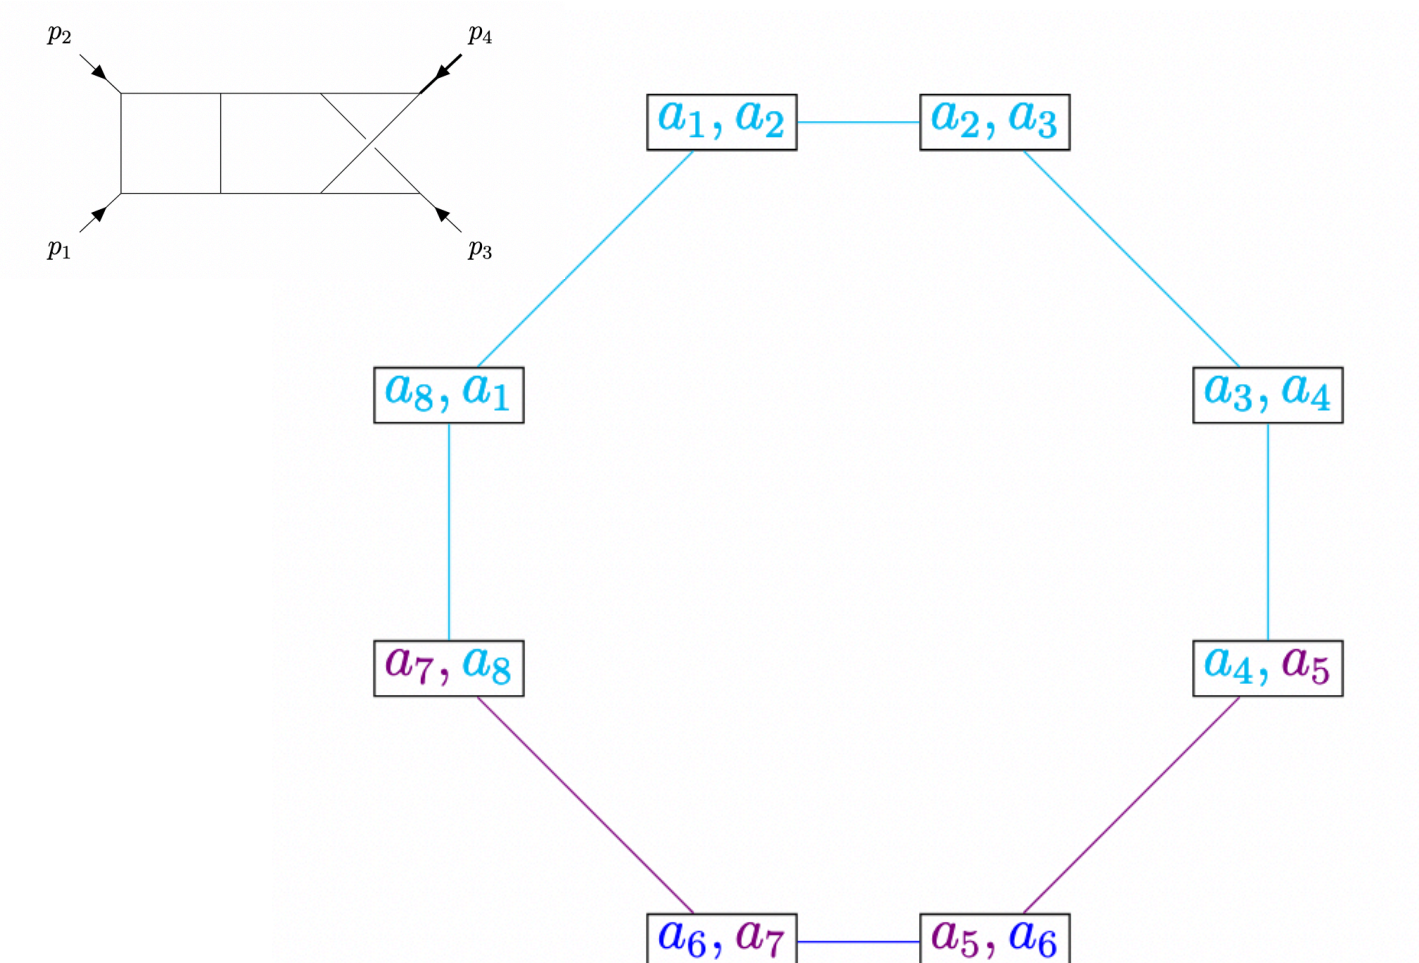 p₂
p₄
p₁
p₃
a₁, a₂
a₂, a₃
a₈, a₁
a₃, a₄
a₇, a₈
a₄, a₅
a₆, a₇
a₅, a₆